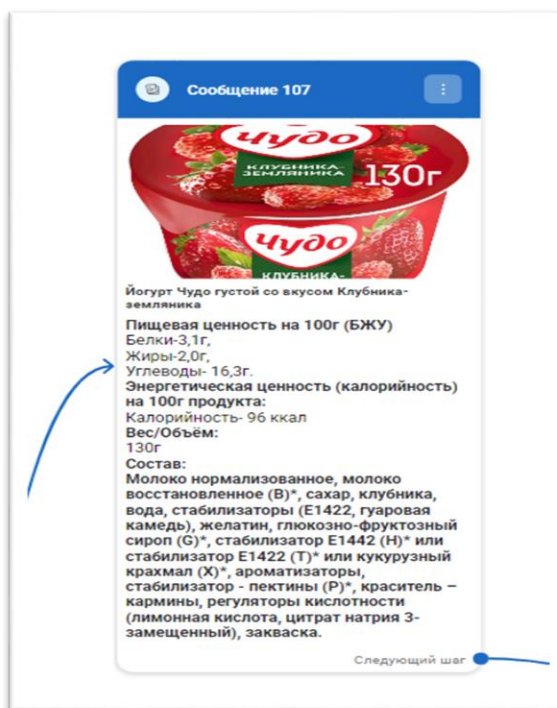 Сообщение 107
Чудо
КЛУБНИКА-
ЗЕМЛЯНИКА
130г
Чудо
КЛУБНИКА-
Йогурт Чудо густой со вкусом Клубника-
земляника
Пищевая ценность на 100г (БЖУ)
Белки-3,1г,
Жиры-2,0г,
Углеводы- 16,3г.
Энергетическая ценность (калорийность)
на 100г продукта:
Калорийность- 96 ккал
Вес/Объём:
130г
Состав:
Молоко нормализованное, молоко
восстановленное (В)*, сахар, клубника,
вода, стабилизаторы (Е1422, гуаровая
камедь), желатин, глюкозно-фруктозный
сироп (G)*, стабилизатор Е1442 (Н)* или
стабилизатор Е1422 (Т)* или кукурузный
крахмал (Х)*, ароматизаторы,
стабилизатор - пектины (Р)*, краситель –
кармины, регуляторы кислотности
(лимонная кислота, цитрат натрия 3-
замещенный), закваска.
Следующий шаг